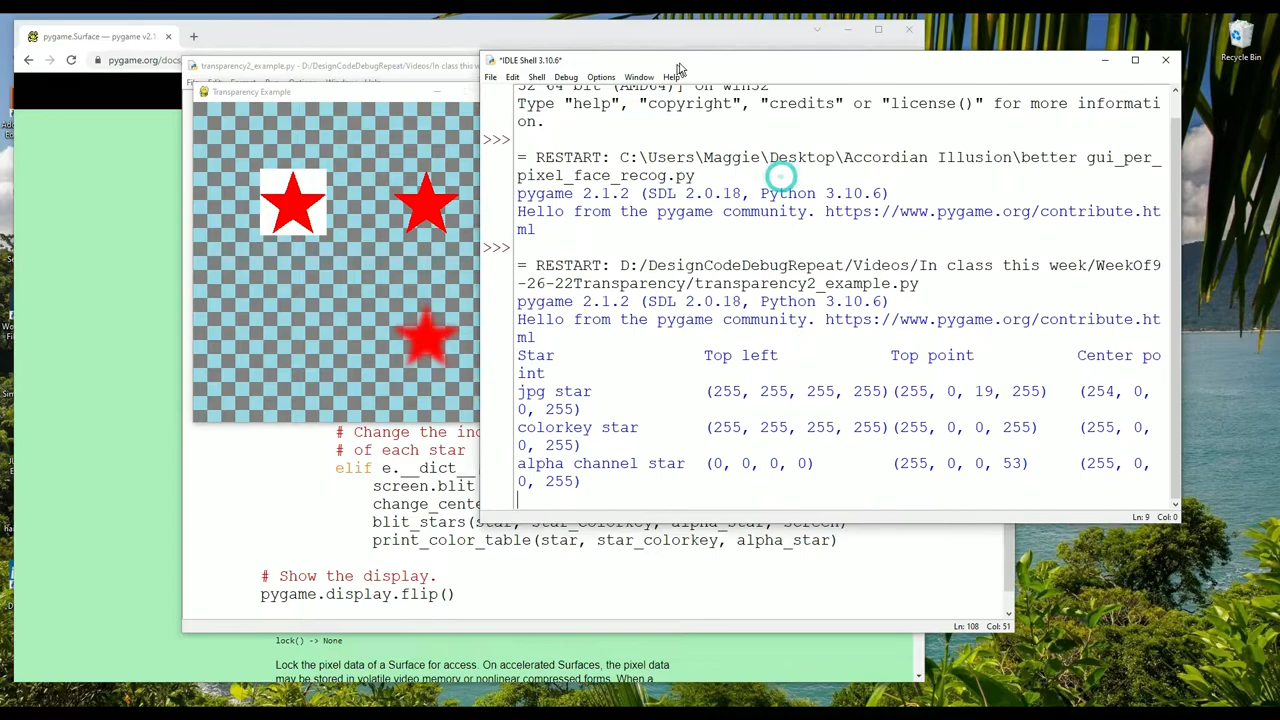 pygame.Surface — pygame v2.1
pygame.org/docs
Recycle Bin
transparency2_example.py - D:/DesignCodeDebugRepeat/Videos/In class
Transparency Example
*IDLE Shell 3.10.6*
File Edit Shell Debug Options Window Help
Type "help", "copyright", "credits" or "license()" for more informati
on.
>>>
= RESTART: C:\Users\Maggie\Desktop\Accordian Illusion\better gui_per_
pixel_face_recog.py
pygame 2.1.2 (SDL 2.0.18, Python 3.10.6)
Hello from the pygame community. https://www.pygame.org/contribute.ht
ml
>>>
= RESTART: D:/DesignCodeDebugRepeat/Videos/In class this week/WeekOf9
-26-22Transparency/transparency2_example.py
pygame 2.1.2 (SDL 2.0.18, Python 3.10.6)
Hello from the pygame community. https://www.pygame.org/contribute.ht
ml
Star Top left Top point Center po
int
jpg star (255, 255, 255, 255) (255, 0, 19, 255) (254, 0,
0, 255)
colorkey star (255, 255, 255, 255) (255, 0, 0, 255) (255, 0,
0, 255)
alpha channel star (0, 0, 0, 0) (255, 0, 0, 53) (255, 0,
0, 255)
Ln: 9 Col: 0
# Change the
# of each star
elif e.__dict__
screen.blit
blit_stars(star, star_colorkey, alpha_star, screen)
print_color_table(star, star_colorkey, alpha_star)
# Show the display.
pygame.display.flip()
Ln: 108 Col: 51
lock() -> None
Lock the pixel data of a Surface for access. On accelerated Surfaces, the pixel data
may be stored in volatile video memory or nonlinear compressed forms. When a